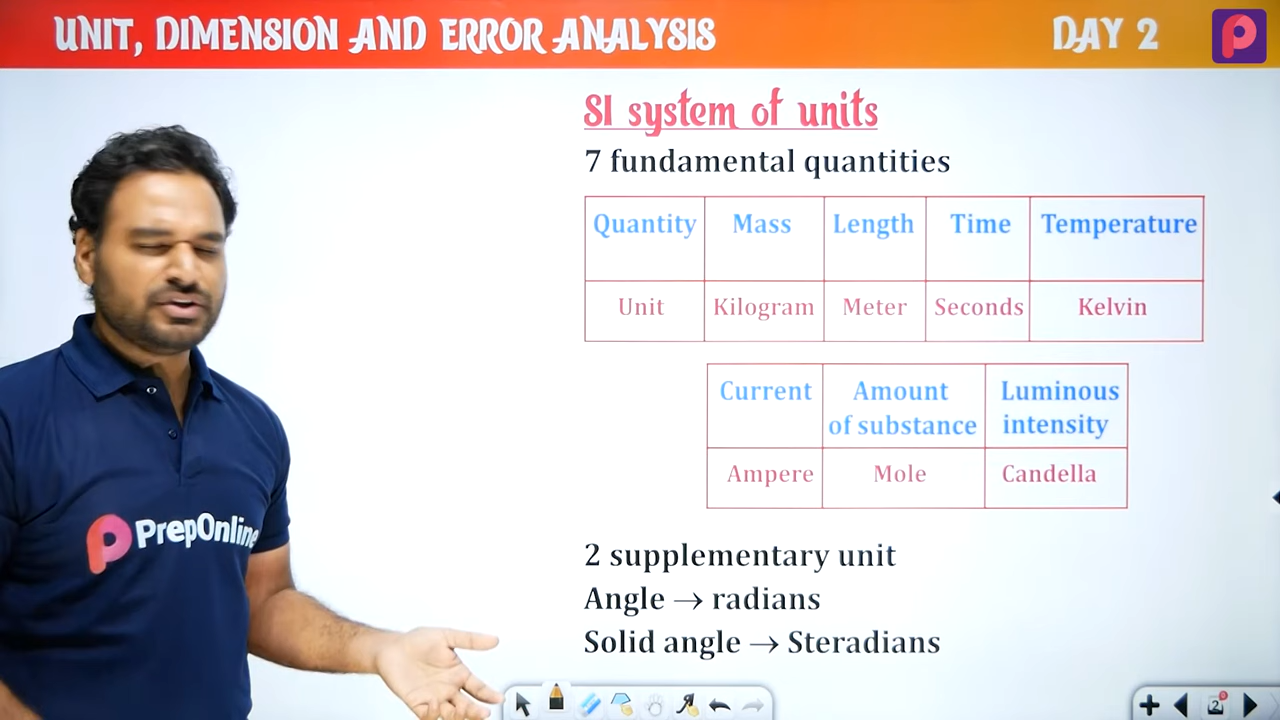 UNIT, DIMENSION AND ERROR ANALYSIS
DAY 2
SI system of units
7 fundamental quantities
Quantity Mass Length Time Temperature
Unit Kilogram Meter Seconds Kelvin
Current Amount of substance Luminous intensity
Ampere Mole Candella
PrepOnline
2 supplementary unit
Angle → radians
Solid angle → Steradians
2